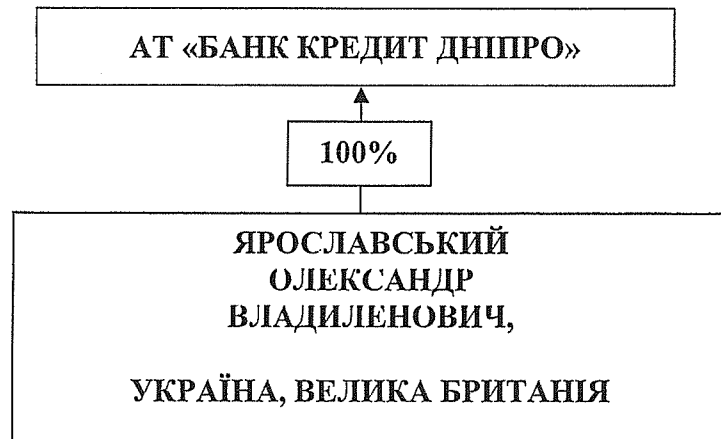 АТ «БАНК КРЕДИТ ДНІПРО»
100%
ЯРОСЛАВСЬКИЙ
ОЛЕКСАНДР
ВЛАДИЛЕНОВИЧ,
УКРАЇНА, ВЕЛИКА БРИТАНІЯ